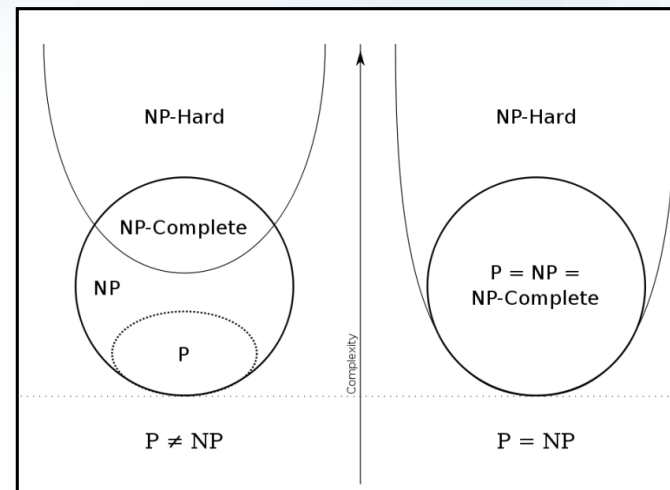 NP-Hard
NP-Complete
NP
P
P ≠ NP
Complexity
NP-Hard
P = NP =
NP-Complete
P = NP